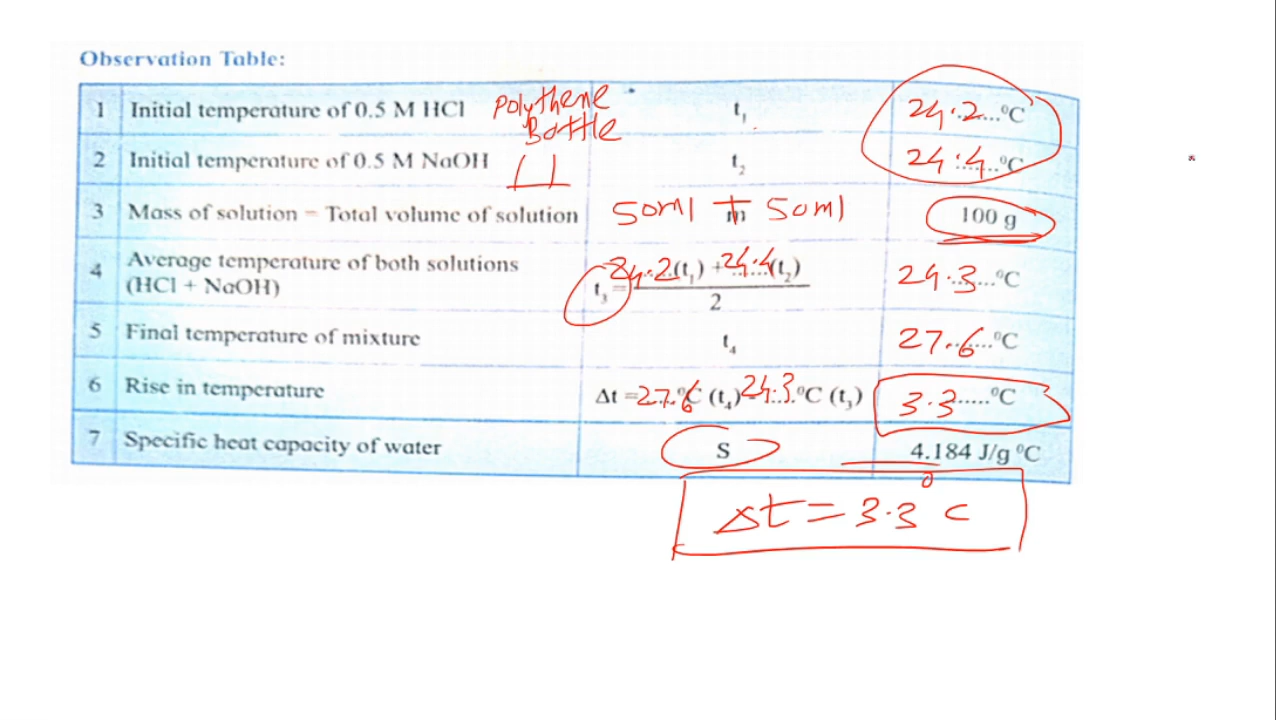 Observation Table:
1 Initial temperature of 0.5 M HCl Polythene Bottle t₁ 24.2...°C
2 Initial temperature of 0.5 M NaOH t₂ 24.4...°C
3 Mass of solution = Total volume of solution 50ml + 50ml m 100 g
4 Average temperature of both solutions (HCl + NaOH) t₃ = 24.2(t₁) + 24.4(t₂) / 2 24.3...°C
5 Final temperature of mixture t₄ 27.6...°C
6 Rise in temperature Δt = 27.6°C (t₄) 24.3.°C (t₃) 3.3.....°C
7 Specific heat capacity of water S 4.184 J/g °C
Δt = 3.3°C